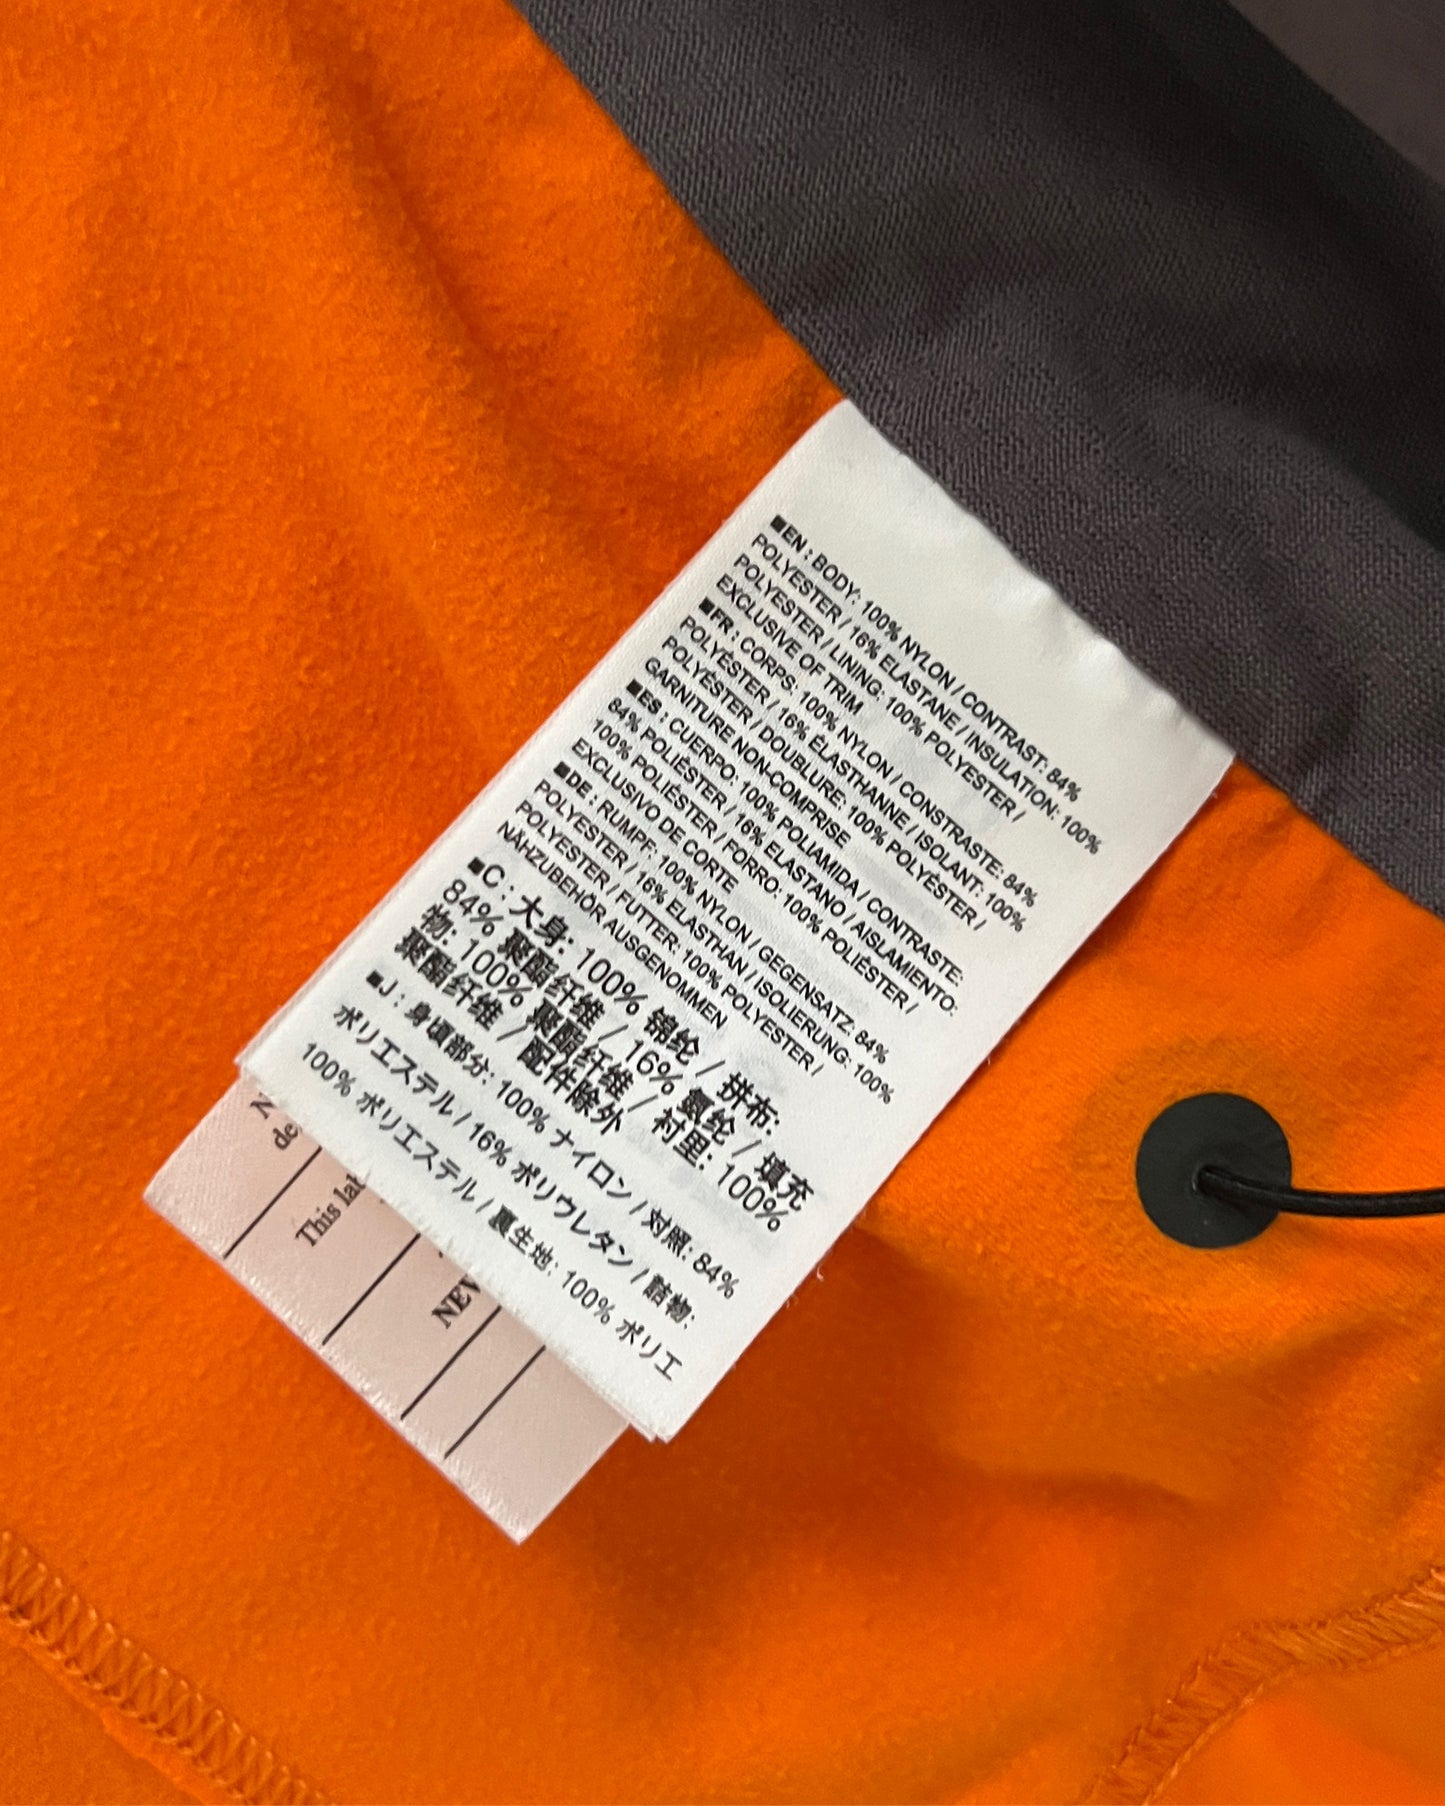 ■EN : BODY: 100% NYLON / CONTRAST: 84%
POLYESTER / 16% ELASTANE / INSULATION: 100%
POLYESTER / LINING: 100% POLYESTER /
EXCLUSIVE OF TRIM
■FR : CORPS: 100% NYLON / CONSTRASTE: 84%
POLYÉSTER / 16% ÉLASTHANNE / ISOLANT: 100%
POLYÉSTER / DOUBLURE: 100% POLYÉSTER /
GARNITURE NON-COMPRISE
■ES : CUERPO: 100% POLIAMIDA / CONTRASTE:
84% POLIÉSTER / 16% ELASTANO / AISLAMIENTO:
100% POLIÉSTER / FORRO: 100% POLIÉSTER /
EXCLUSIVO DE CORTE
■DE : RUMPF: 100% NYLON / GEGENSATZ: 84%
POLYESTER / 16% ELASTHAN / ISOLIERUNG: 100%
POLYESTER / FUTTER: 100% POLYESTER /
NÄHZUBEHÖR AUSGENOMMEN
■C : 大身: 100% 锦纶 / 拼布:
84% 聚酯纤维 / 16% 氨纶 / 填充
物: 100% 聚酯纤维 / 衬里: 100%
聚酯纤维 / 配件除外
■J : 身頃部分: 100% ナイロン / 対照: 84%
ポリエステル / 16% ポリウレタン / 詰物:
100% ポリエステル / 裏生地: 100% ポリエ
N
de
This lab
NEW